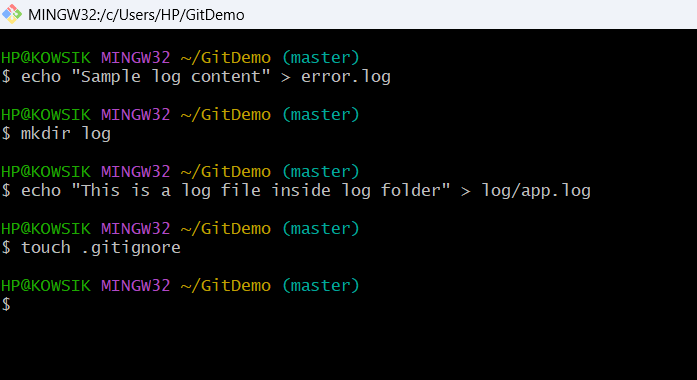 MINGW32:/c/Users/HP/GitDemo
HP@KOWSIK MINGW32 ~/GitDemo (master)
$ echo "Sample log content" > error.log
HP@KOWSIK MINGW32 ~/GitDemo (master)
$ mkdir log
HP@KOWSIK MINGW32 ~/GitDemo (master)
$ echo "This is a log file inside log folder" > log/app.log
HP@KOWSIK MINGW32 ~/GitDemo (master)
$ touch .gitignore
HP@KOWSIK MINGW32 ~/GitDemo (master)
$